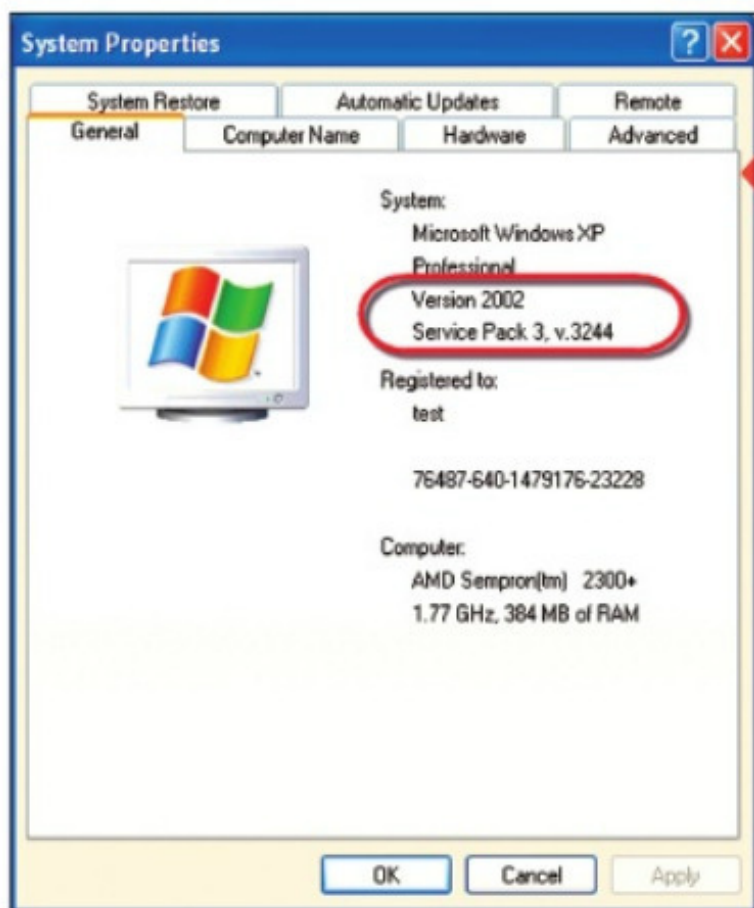 System Properties
System Restore Automatic Updates Remote
General Computer Name Hardware Advanced
System:
Microsoft Windows XP
Professional
Version 2002
Service Pack 3, v.3244
Registered to:
test
76487-640-1479176-23228
Computer:
AMD Sempron(tm) 2300+
1.77 GHz, 384 MB of RAM
OK Cancel Apply